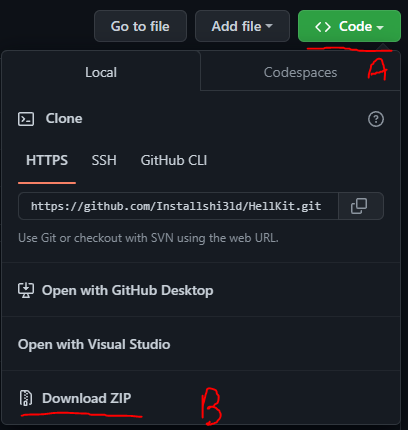 Go to file Add file <> Code
A
Local Codespaces
Clone
HTTPS SSH GitHub CLI
https://github.com/Installshi3ld/HellKit.git
Use Git or checkout with SVN using the web URL.
Open with GitHub Desktop
Open with Visual Studio
Download ZIP
B